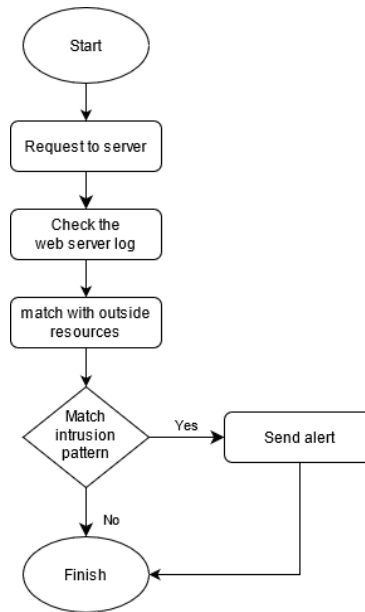 Start
Request to server
Check the
web server log
match with outside
resources
Match
intrusion
pattern
Yes
Send alert
No
Finish